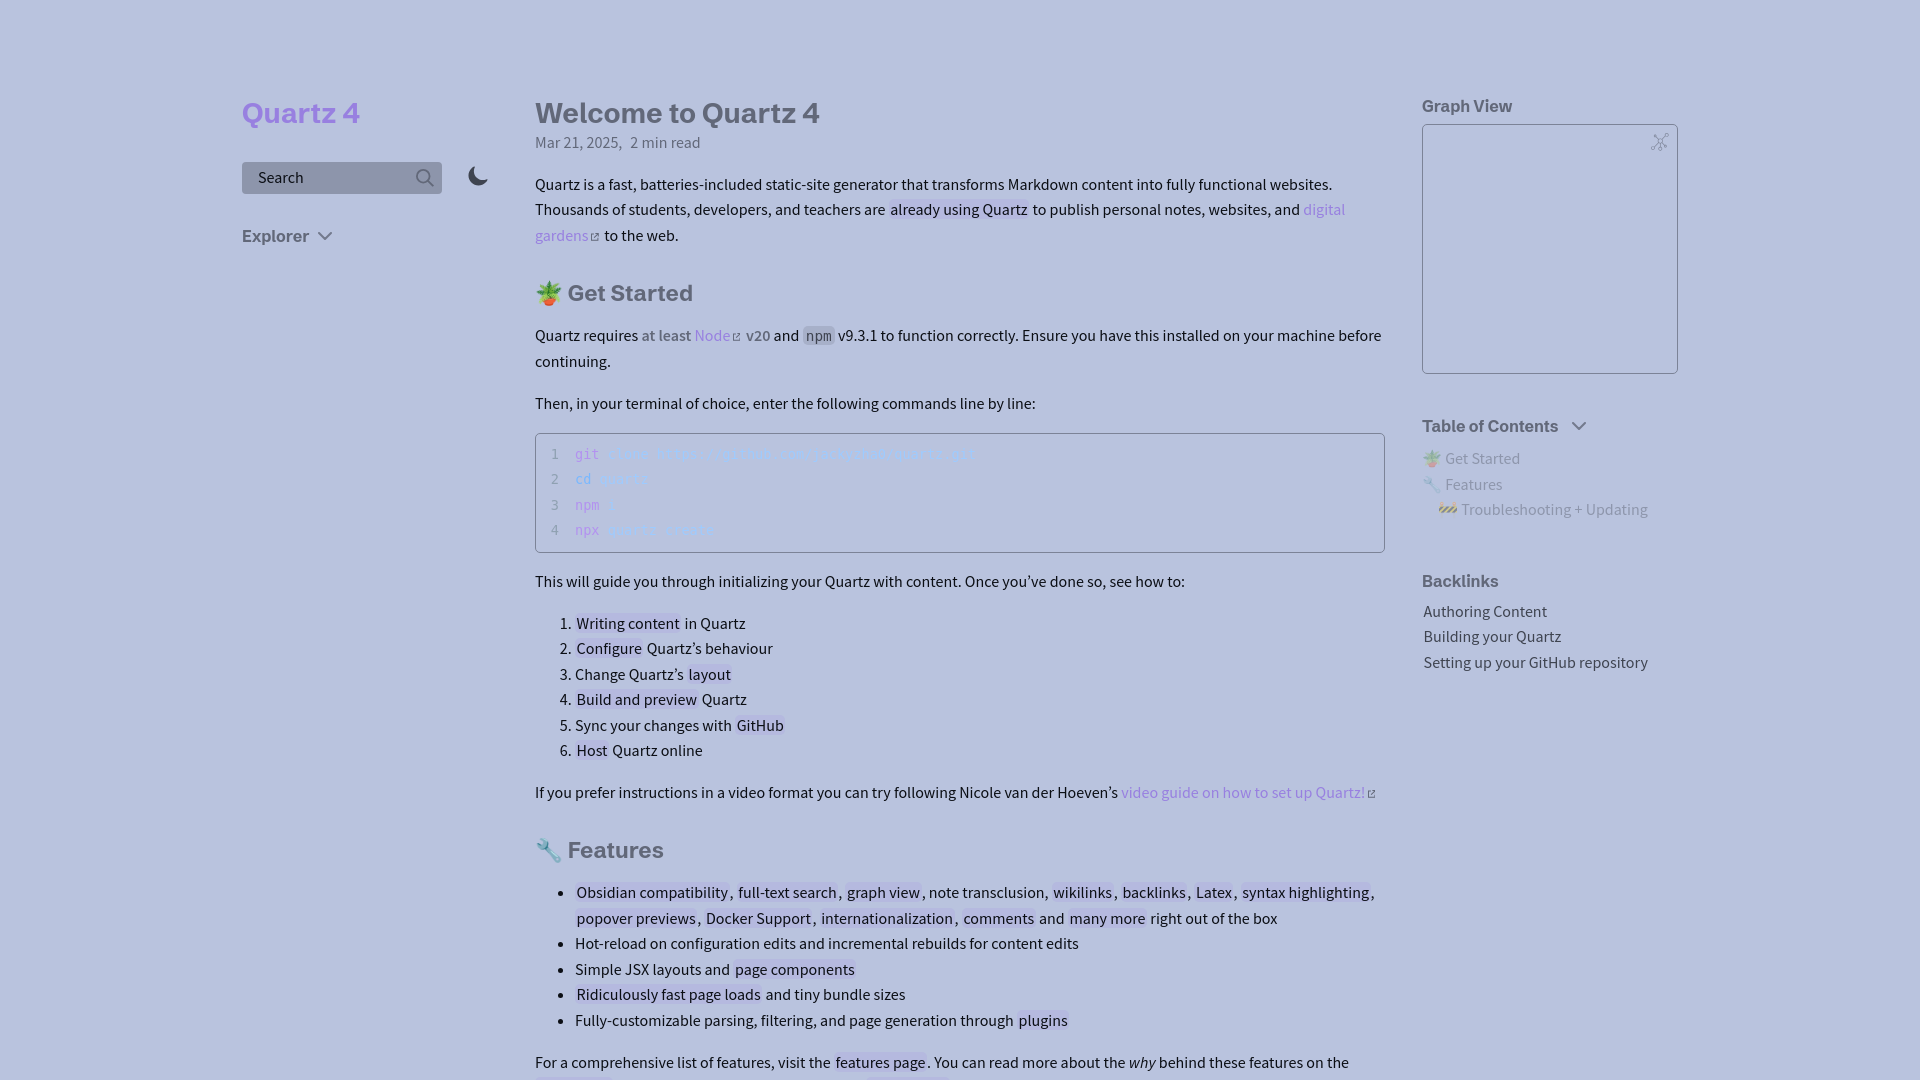 Quartz 4
Search
Explorer
Welcome to Quartz 4
Mar 21, 2025, 2 min read
Quartz is a fast, batteries-included static-site generator that transforms Markdown content into fully functional websites.
Thousands of students, developers, and teachers are already using Quartz to publish personal notes, websites, and digital
gardens to the web.
🪴 Get Started
Quartz requires at least Node v20 and npm v9.3.1 to function correctly. Ensure you have this installed on your machine before
continuing.
Then, in your terminal of choice, enter the following commands line by line:
1 git
2 cd
3 npm
4 npx
This will guide you through initializing your Quartz with content. Once you’ve done so, see how to:
1. Writing content in Quartz
2. Configure Quartz’s behaviour
3. Change Quartz’s layout
4. Build and preview Quartz
5. Sync your changes with GitHub
6. Host Quartz online
If you prefer instructions in a video format you can try following Nicole van der Hoeven’s video guide on how to set up Quartz!
🔧 Features
• Obsidian compatibility, full-text search, graph view, note transclusion, wikilinks, backlinks, Latex, syntax highlighting,
popover previews, Docker Support, internationalization, comments and many more right out of the box
• Hot-reload on configuration edits and incremental rebuilds for content edits
• Simple JSX layouts and page components
• Ridiculously fast page loads and tiny bundle sizes
• Fully-customizable parsing, filtering, and page generation through plugins
For a comprehensive list of features, visit the features page. You can read more about the why behind these features on the
Graph View
Table of Contents
🪴 Get Started
🔧 Features
🚧 Troubleshooting + Updating
Backlinks
Authoring Content
Building your Quartz
Setting up your GitHub repository